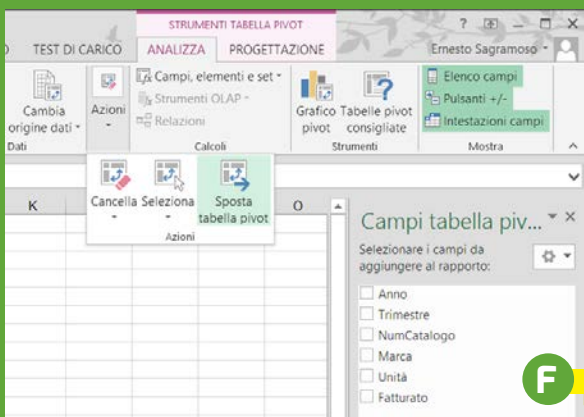 STRUMENTI TABELLA PIVOT
?
TEST DI CARICO ANALIZZA PROGETTAZIONE Ernesto Sagramoso
Cambia origine dati
Azioni
Campi, elementi e set
Strumenti OLAP
Relazioni
Grafico pivot
Tabelle pivot consigliate
Elenco campi
Pulsanti +/-
Intestazioni campi
Dati Calcoli Strumenti Mostra
Cancella Seleziona Sposta
tabella pivot
Azioni
K O
Campi tabella piv...
Selezionare i campi da
aggiungere al rapporto:
Anno
Trimestre
NumCatalogo
Marca
Unità
Fatturato
F